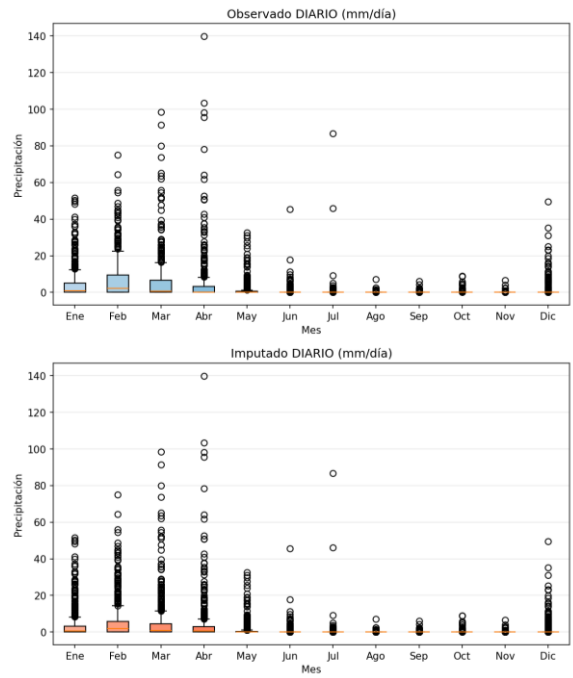 Observado DIARIO (mm/día)
140
120
100
80
60
40
20
0
Precipitación
Ene Feb Mar Abr May Jun Jul Ago Sep Oct Nov Dic
Mes
Imputado DIARIO (mm/día)
140
120
100
80
60
40
20
0
Precipitación
Ene Feb Mar Abr May Jun Jul Ago Sep Oct Nov Dic
Mes